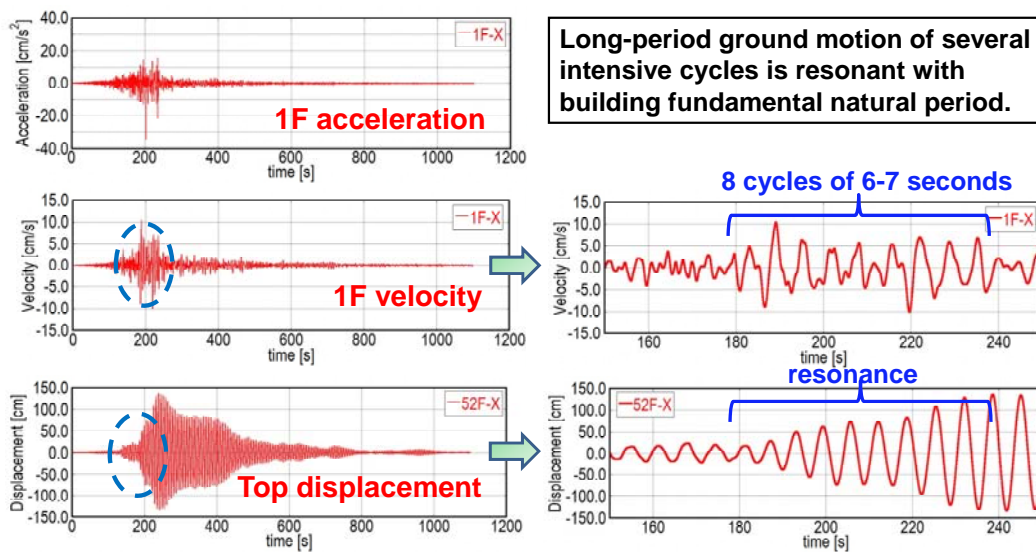 40.0
20.0
0.0
-20.0
40.0
Acceleration [cm/s²]
1F-X
1F acceleration
0 200 400 600 800 1000 1200
time [s]
Long-period ground motion of several
intensive cycles is resonant with
building fundamental natural period.
15.0
10.0
5.0
0.0
-5.0
-10.0
-15.0
Velocity [cm/s]
1F-X
1F velocity
0 200 400 600 800 1000 1200
time [s]
8 cycles of 6-7 seconds
15.0
10.0
5.0
0.0
-5.0
-10.0
-15.0
Velocity [cm/s]
1F-X
160 180 200 220 240
time [s]
150.0
100.0
50.0
0.0
-50.0
-100.0
-150.0
Displacement [cm]
52F-X
Top displacement
0 200 400 600 800 1000 1200
time [s]
resonance
150.0
100.0
50.0
0.0
-50.0
-100.0
-150.0
Displacement [cm]
52F-X
160 180 200 220 240
time [s]